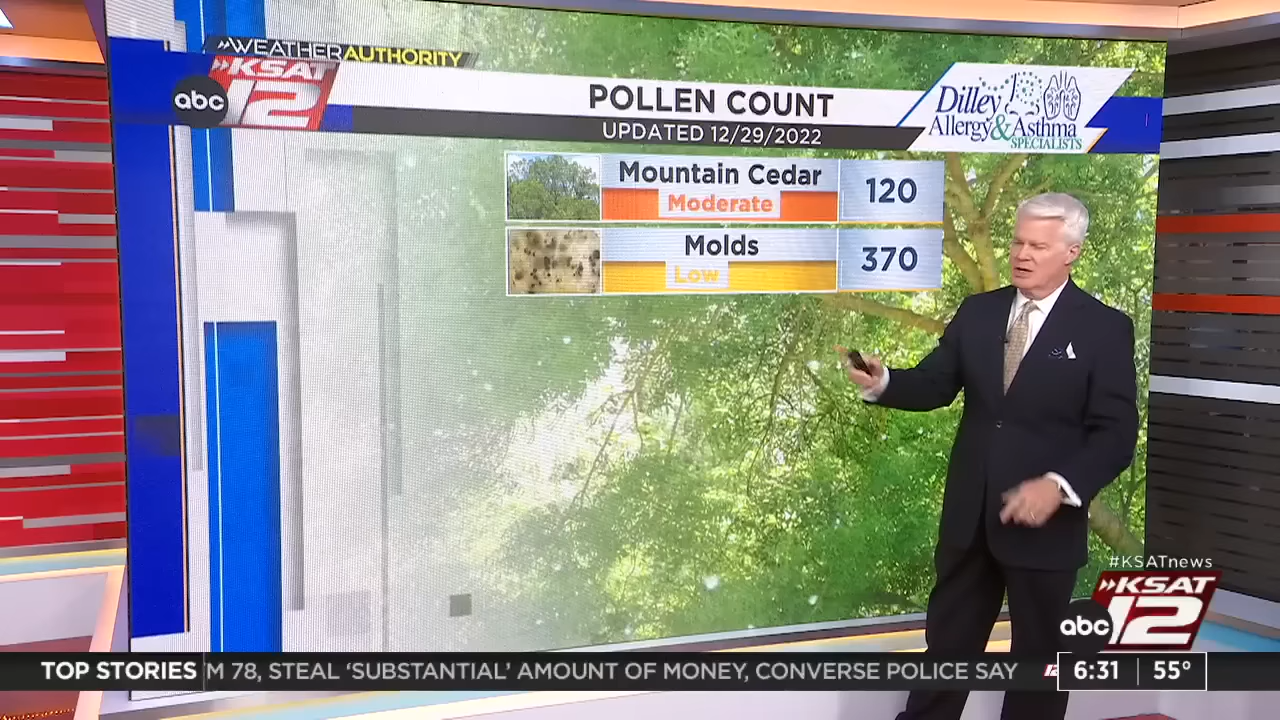 »WEATHERAUTHORITY
»KSAT
abc
12
POLLEN COUNT
UPDATED 12/29/2022
Dilley
Allergy&Asthma
SPECIALISTS
Mountain Cedar
Moderate
120
Molds
Low
370
#KSATnews
»KSAT
abc
12
TOP STORIES
M 78, STEAL ‘SUBSTANTIAL’ AMOUNT OF MONEY, CONVERSE POLICE SAY
12
6:31
55°